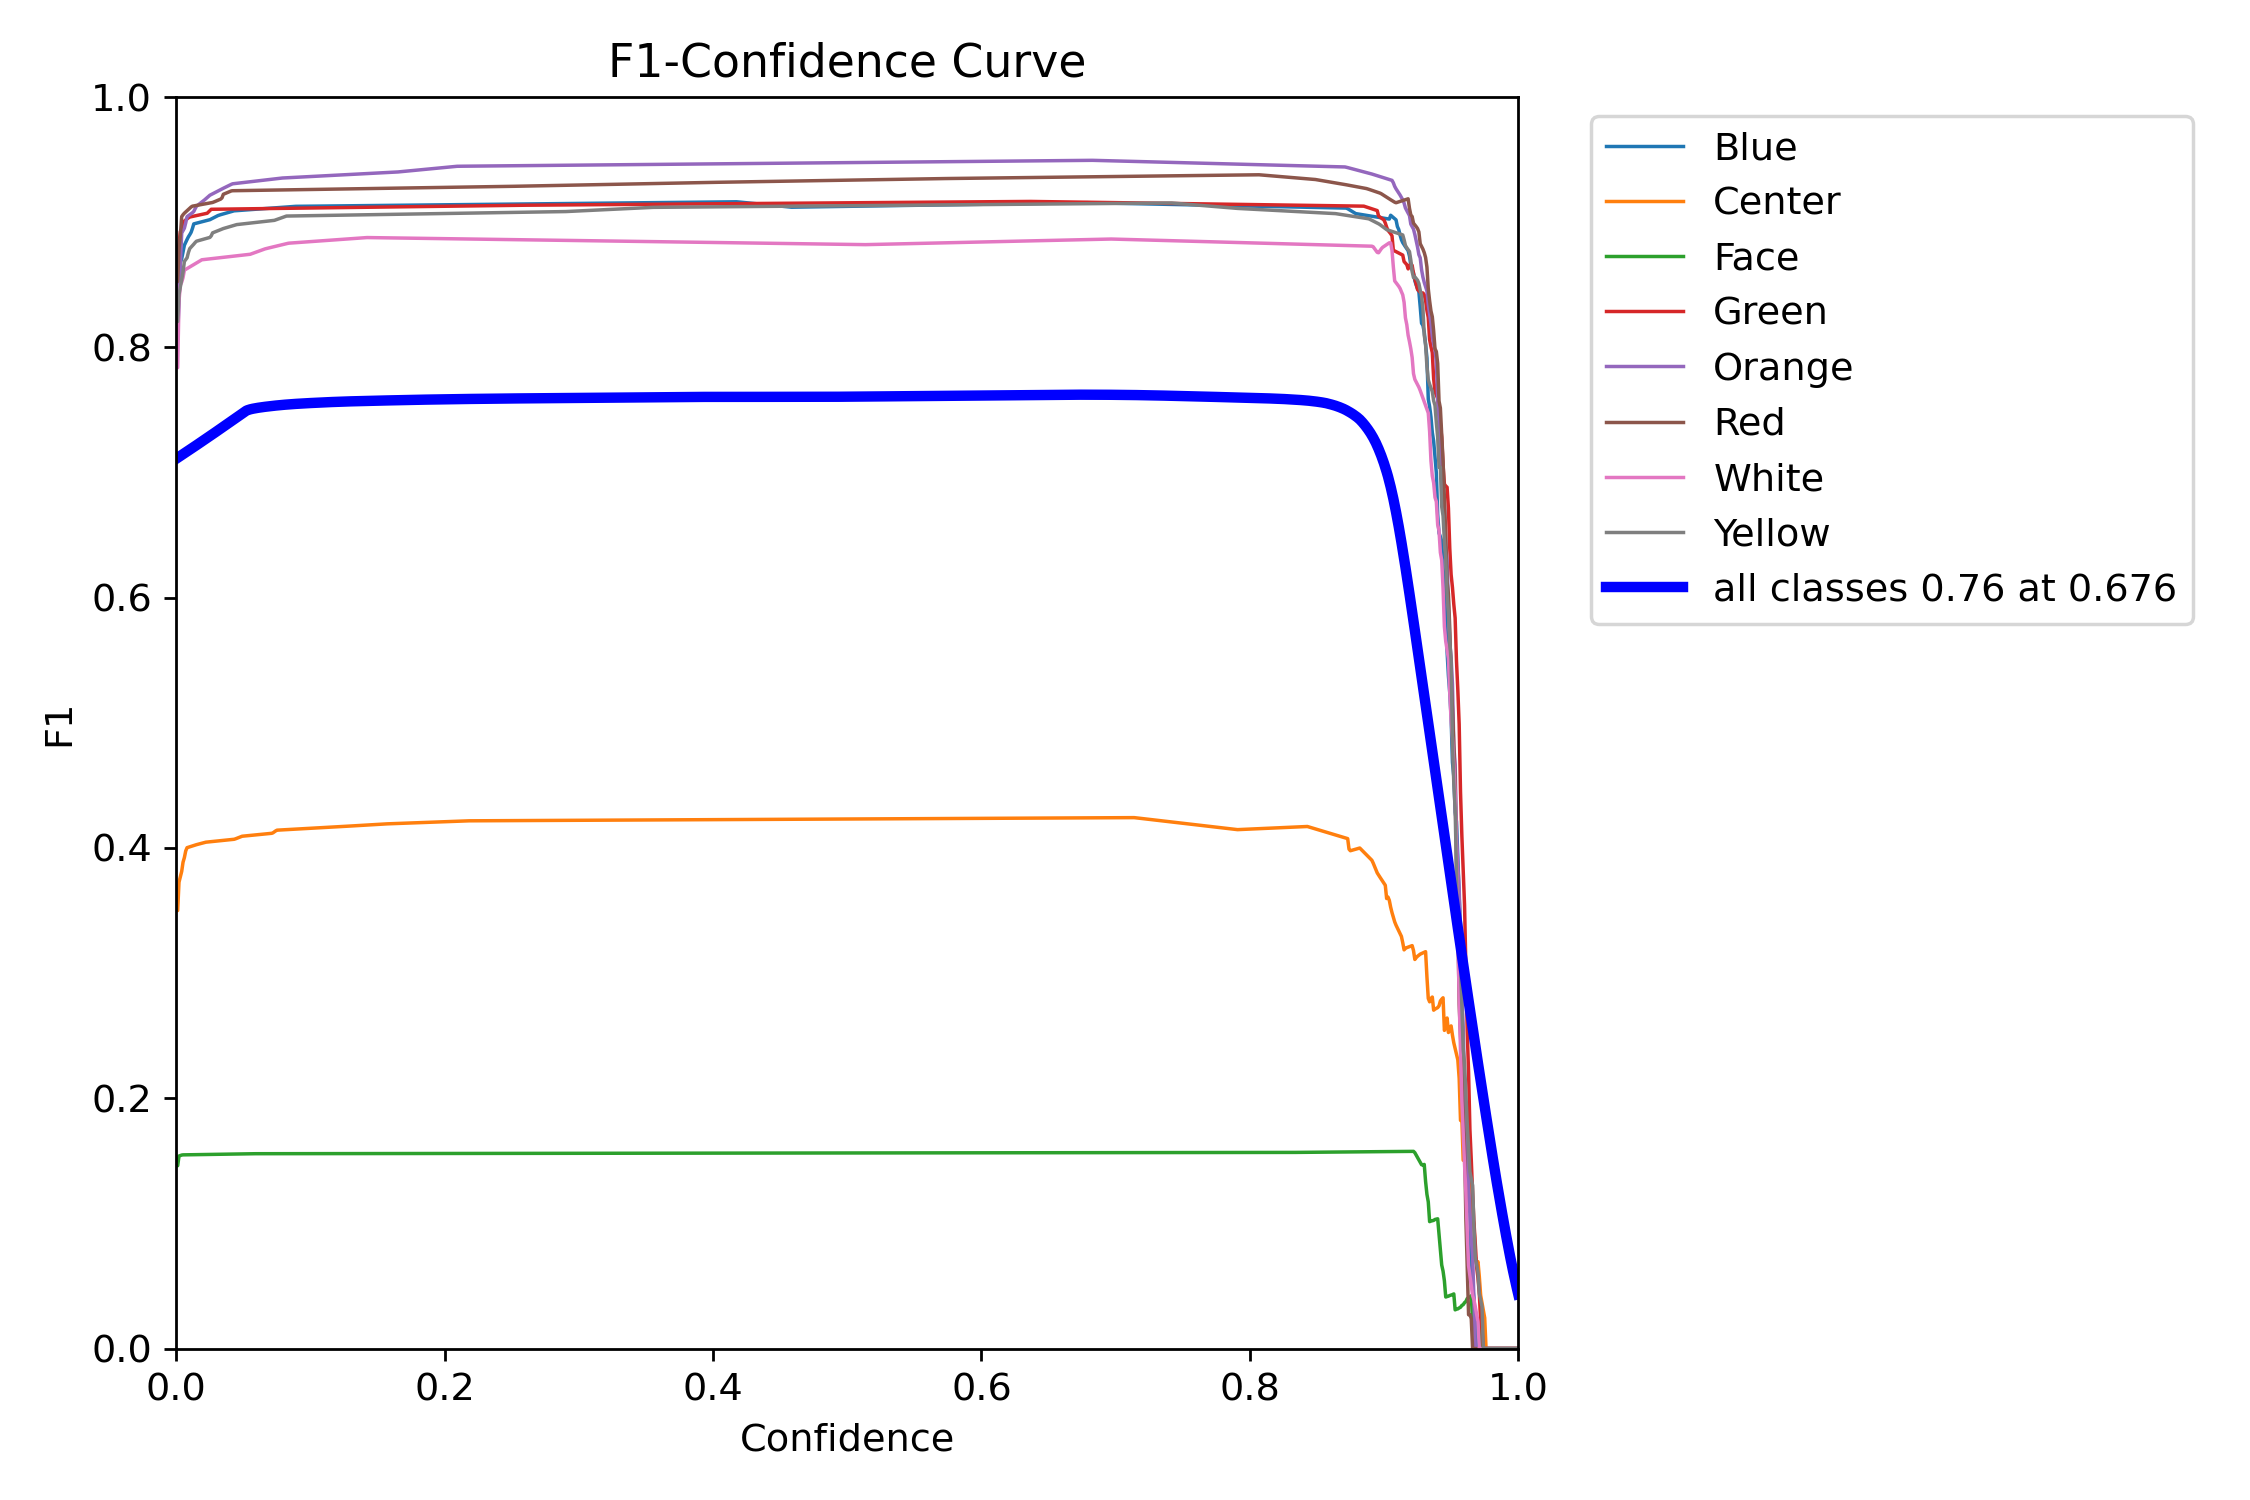 F1-Confidence Curve
1.0
0.8
0.6
0.4
0.2
0.0
F1
0.0 0.2 0.4 0.6 0.8 1.0
Confidence
Blue
Center
Face
Green
Orange
Red
White
Yellow
all classes 0.76 at 0.676